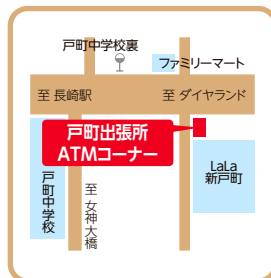 戸町中学校裏
ファミリーマート
至 長崎駅
至 ダイヤランド
戸町出張所
ATMコーナー
戸町中学校
至 女神大橋
LaLa
新戸町